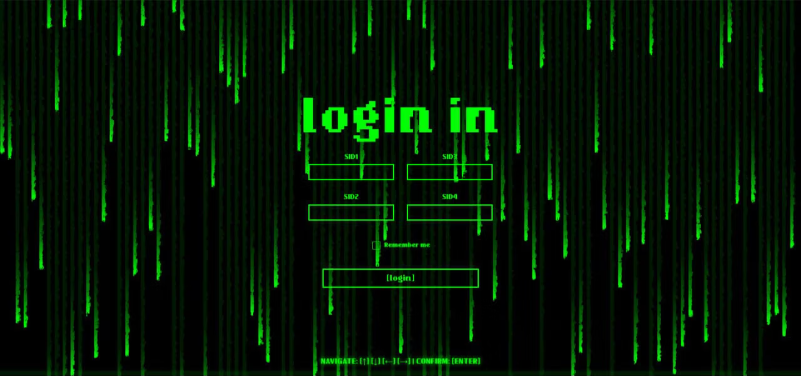 login in
SID1 SID3
SID2 SID4
Remember me
[login]
NAVIGATE: [↑][↓][←][→] | CONFIRM: [ENTER]